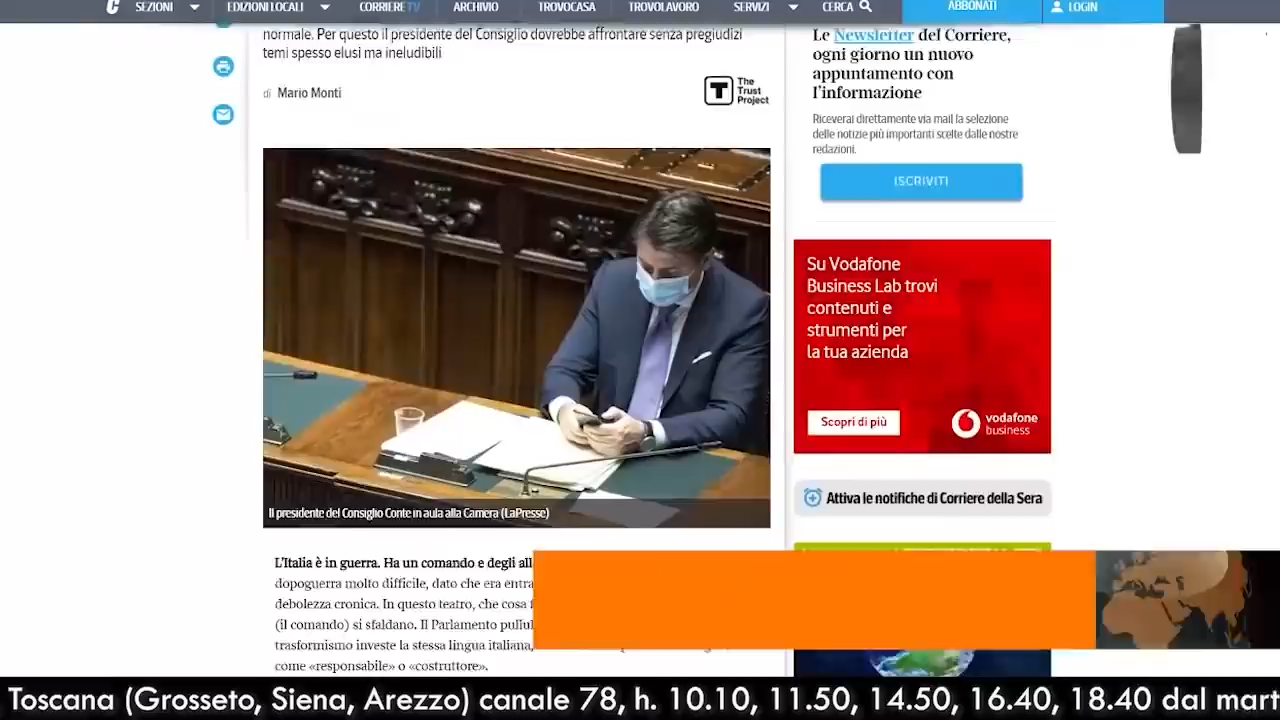 SEZIONI
EDIZIONI LOCALI
CORRIERE TV
ARCHIVIO
TROVOCASA
TROVOLAVORO
SERVIZI
CERCA
ABBONATI
LOGIN
normale. Per questo il presidente del Consiglio dovrebbe affrontare senza pregiudizi
temi spesso elusi ma ineludibili
di Mario Monti
The
Trust
Project
Il presidente del Consiglio Conte in aula alla Camera (LaPresse)
L'Italia è in guerra. Ha un comando e degli all
dopoguerra molto difficile, dato che era entra
debolezza cronica. In questo teatro, che cosa
(il comando) si sfaldano. Il Parlamento pullul
trasformismo investe la stessa lingua italiana,
come «responsabile» o «costruttore».
Le Newsletter del Corriere,
ogni giorno un nuovo
appuntamento con
l'informazione
Riceverai direttamente via mail la selezione
delle notizie più importanti scelte dalle nostre
redazioni.
ISCRIVITI
Su Vodafone
Business Lab trovi
contenuti e
strumenti per
la tua azienda
Scopri di più
vodafone
business
Attiva le notifiche di Corriere della Sera
Toscana (Grosseto, Siena, Arezzo) canale 78, h. 10.10, 11.50, 14.50, 16.40, 18.40 dal mart